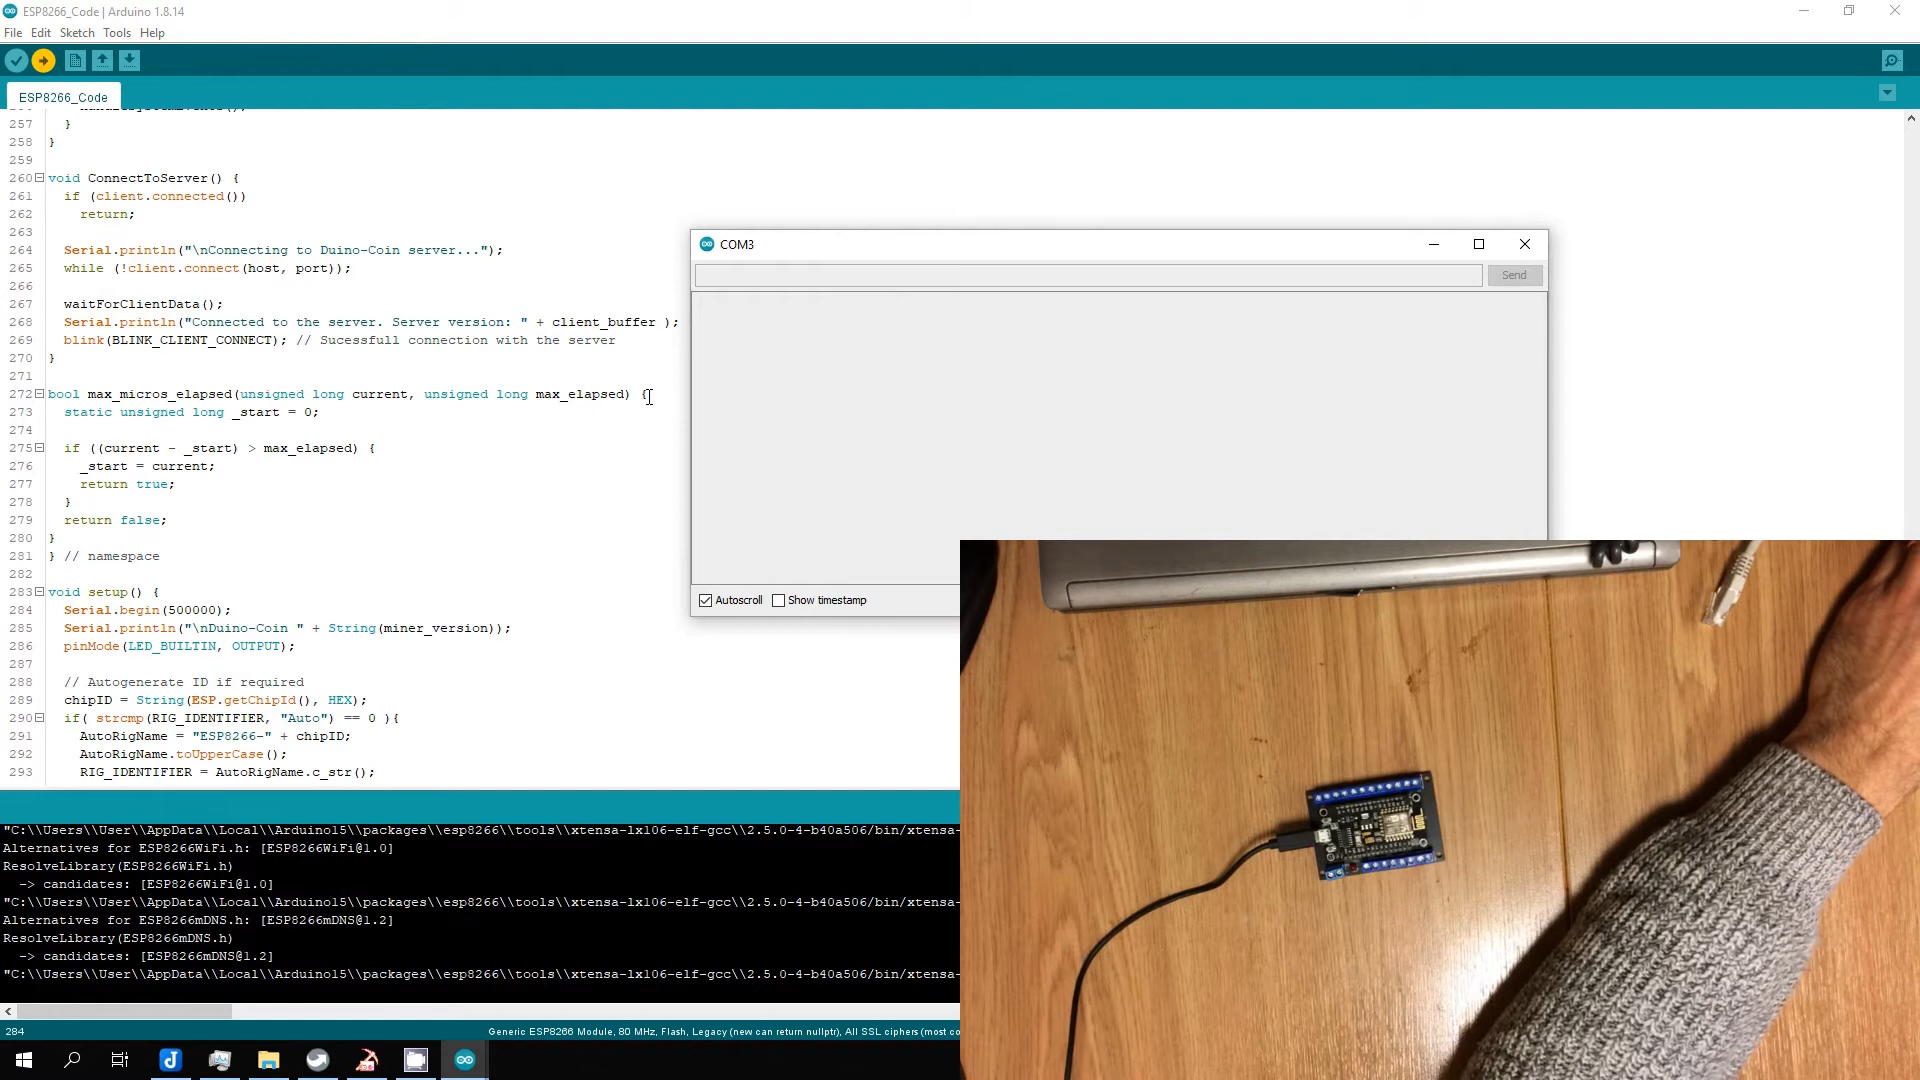 ESP8266_Code | Arduino 1.8.14
File Edit Sketch Tools Help
ESP8266_Code
257 }
258 }
259
260 void ConnectToServer() {
261 if (client.connected())
262 return;
263
264 Serial.println("\nConnecting to Duino-Coin server...");
265 while (!client.connect(host, port));
266
267 waitForClientData();
268 Serial.println("Connected to the server. Server version: " + client_buffer );
269 blink(BLINK_CLIENT_CONNECT); // Sucessfull connection with the server
270 }
271
272 bool max_micros_elapsed(unsigned long current, unsigned long max_elapsed) {
273 static unsigned long _start = 0;
274
275 if ((current - _start) > max_elapsed) {
276 _start = current;
277 return true;
278 }
279 return false;
280 }
281 } // namespace
282
283 void setup() {
284 Serial.begin(500000);
285 Serial.println("\nDuino-Coin " + String(miner_version));
286 pinMode(LED_BUILTIN, OUTPUT);
287
288 // Autogenerate ID if required
289 chipID = String(ESP.getChipId(), HEX);
290 if( strcmp(RIG_IDENTIFIER, "Auto") == 0 ){
291 AutoRigName = "ESP8266-" + chipID;
292 AutoRigName.toUpperCase();
293 RIG_IDENTIFIER = AutoRigName.c_str();
COM3
Send
Autoscroll Show timestamp
"C:\\Users\\User\\AppData\\Local\\Arduino15\\packages\\esp8266\\tools\\xtensa-lx106-elf-gcc\\2.5.0-4-b40a506/bin/xtensa-
Alternatives for ESP8266WiFi.h: [ESP8266WiFi@1.0]
ResolveLibrary(ESP8266WiFi.h)
-> candidates: [ESP8266WiFi@1.0]
"C:\\Users\\User\\AppData\\Local\\Arduino15\\packages\\esp8266\\tools\\xtensa-lx106-elf-gcc\\2.5.0-4-b40a506/bin/xtensa-
Alternatives for ESP8266mDNS.h: [ESP8266mDNS@1.2]
ResolveLibrary(ESP8266mDNS.h)
-> candidates: [ESP8266mDNS@1.2]
"C:\\Users\\User\\AppData\\Local\\Arduino15\\packages\\esp8266\\tools\\xtensa-lx106-elf-gcc\\2.5.0-4-b40a506/bin/xtensa-
284 Generic ESP8266 Module, 80 MHz, Flash, Legacy (new can return nullptr), All SSL ciphers (most co